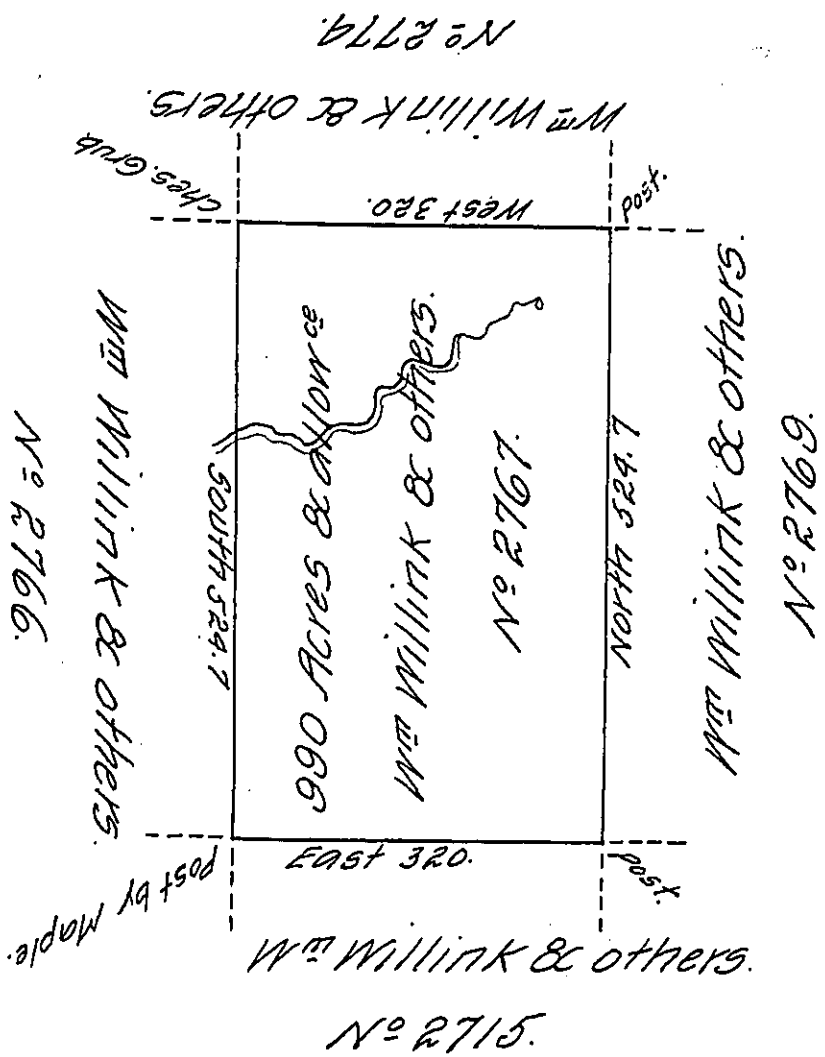 Nº 2774.
Wm Willink & others.
Ches. Grub
West 320.
Post.
Wm Willink & others.
Nº 2766.
South 524.7
990 Acres & allowce
Wm Willink & others.
Nº 2767.
North 524.7
Wm Willink & others.
Nº 2769.
Post by Maple.
East 320.
Post.
Wm Willink & others.
Nº 2715.